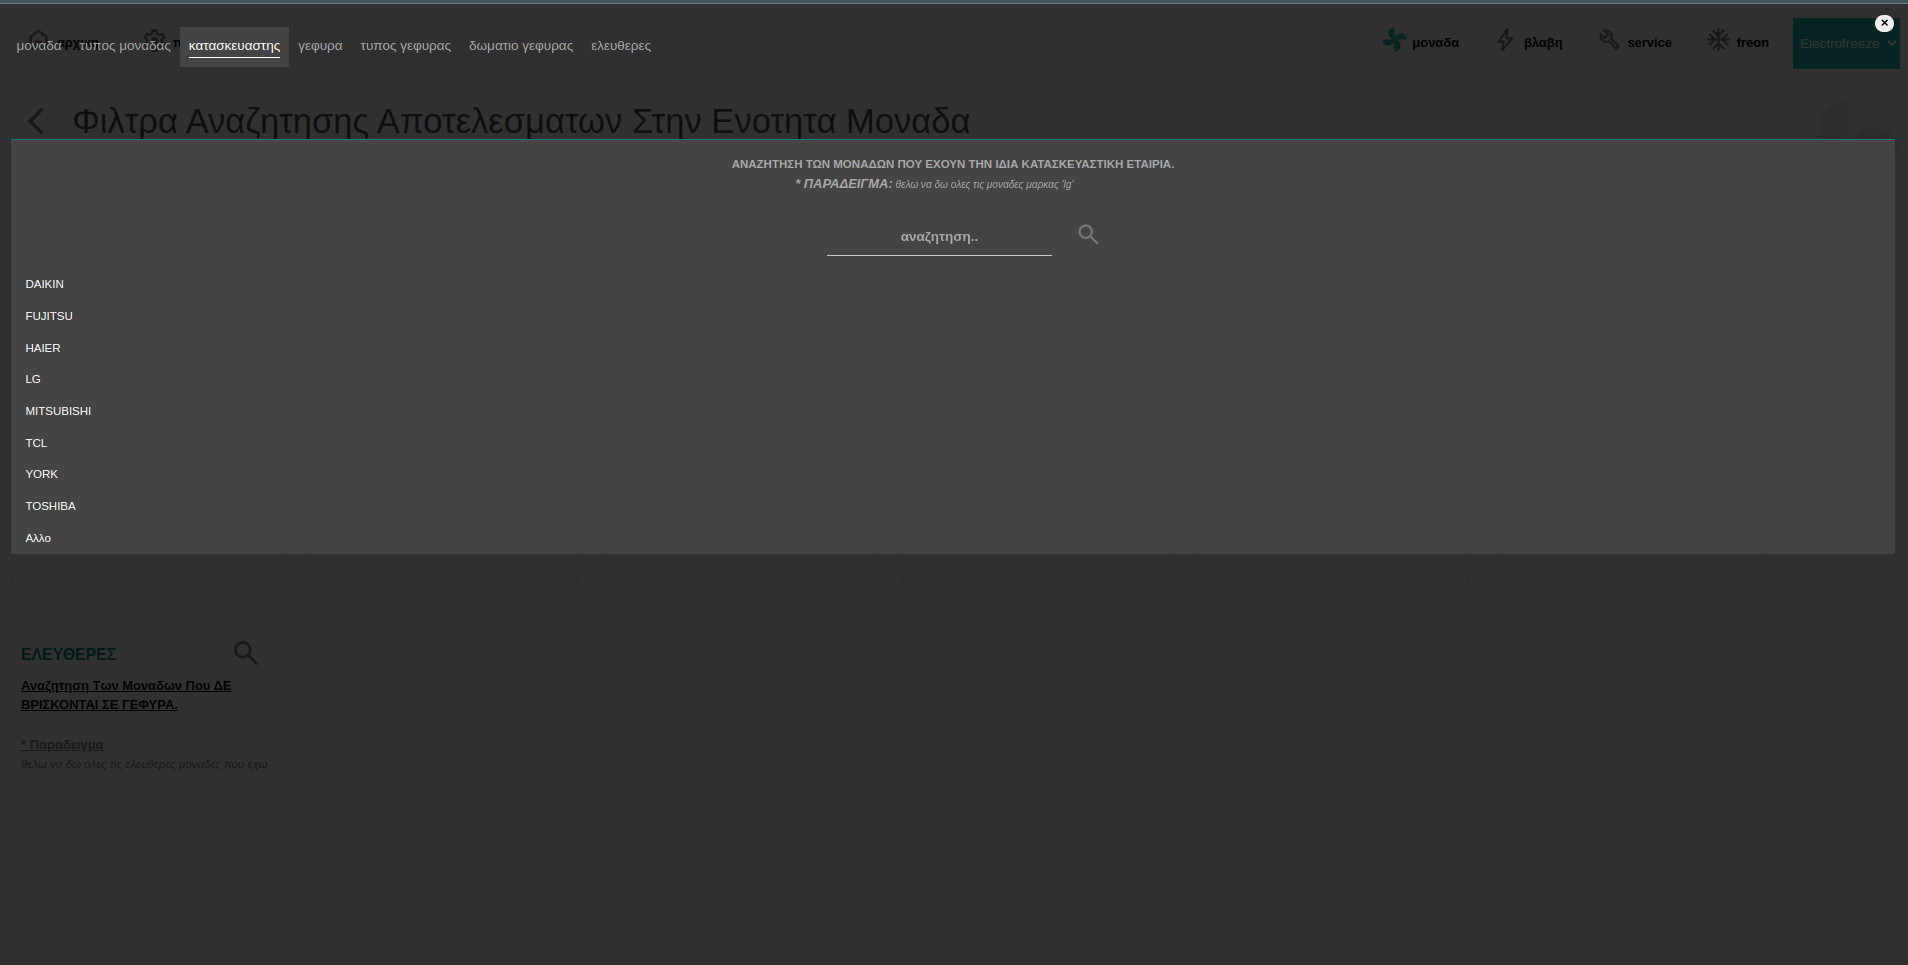 μοναδα τυπος μοναδας κατασκευαστης γεφυρα τυπος γεφυρας δωματιο γεφυρας ελευθερες
αρχικη
μοναδα βλαβη service freon Electrofreeze
Φιλτρα Αναζητησης Αποτελεσματων Στην Ενοτητα Μοναδα
ΑΝΑΖΗΤΗΣΗ ΤΩΝ ΜΟΝΑΔΩΝ ΠΟΥ ΕΧΟΥΝ ΤΗΝ ΙΔΙΑ ΚΑΤΑΣΚΕΥΑΣΤΙΚΗ ΕΤΑΙΡΙΑ.
* ΠΑΡΑΔΕΙΓΜΑ: θελω να δω ολες τις μοναδες μαρκας 'lg'
αναζητηση..
DAIKIN
FUJITSU
HAIER
LG
MITSUBISHI
TCL
YORK
TOSHIBA
Αλλο
ΕΛΕΥΘΕΡΕΣ
Αναζητηση Των Μοναδων Που ΔΕ
ΒΡΙΣΚΟΝΤΑΙ ΣΕ ΓΕΦΥΡΑ.
* Παραδειγμα
θελω να δω ολες τις ελευθερες μοναδες που εχω